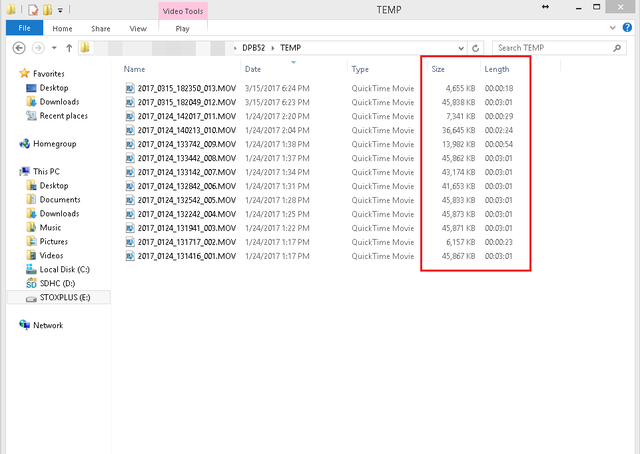 Video Tools
TEMP
File Home Share View Play
DPB52 TEMP Search TEMP
Name Date Type Size Length
2017_0315_182350_013.MOV 3/15/2017 6:24 PM QuickTime Movie 4,655 KB 00:00:18
2017_0315_182049_012.MOV 3/15/2017 6:23 PM QuickTime Movie 45,838 KB 00:03:01
2017_0124_142017_011.MOV 1/24/2017 2:20 PM QuickTime Movie 7,341 KB 00:00:29
2017_0124_140213_010.MOV 1/24/2017 2:04 PM QuickTime Movie 36,645 KB 00:02:24
2017_0124_133742_009.MOV 1/24/2017 1:38 PM QuickTime Movie 13,982 KB 00:00:54
2017_0124_133442_008.MOV 1/24/2017 1:37 PM QuickTime Movie 45,862 KB 00:03:01
2017_0124_133142_007.MOV 1/24/2017 1:34 PM QuickTime Movie 43,174 KB 00:03:01
2017_0124_132842_006.MOV 1/24/2017 1:31 PM QuickTime Movie 41,653 KB 00:03:01
2017_0124_132542_005.MOV 1/24/2017 1:28 PM QuickTime Movie 45,833 KB 00:03:01
2017_0124_132242_004.MOV 1/24/2017 1:25 PM QuickTime Movie 45,873 KB 00:03:01
2017_0124_131941_003.MOV 1/24/2017 1:22 PM QuickTime Movie 45,871 KB 00:03:01
2017_0124_131717_002.MOV 1/24/2017 1:17 PM QuickTime Movie 6,157 KB 00:00:23
2017_0124_131416_001.MOV 1/24/2017 1:17 PM QuickTime Movie 45,867 KB 00:03:01
Favorites
Desktop
Downloads
Recent places
Homegroup
This PC
Desktop
Documents
Downloads
Music
Pictures
Videos
Local Disk (C:)
SDHC (D:)
STOXPLUS (E:)
Network